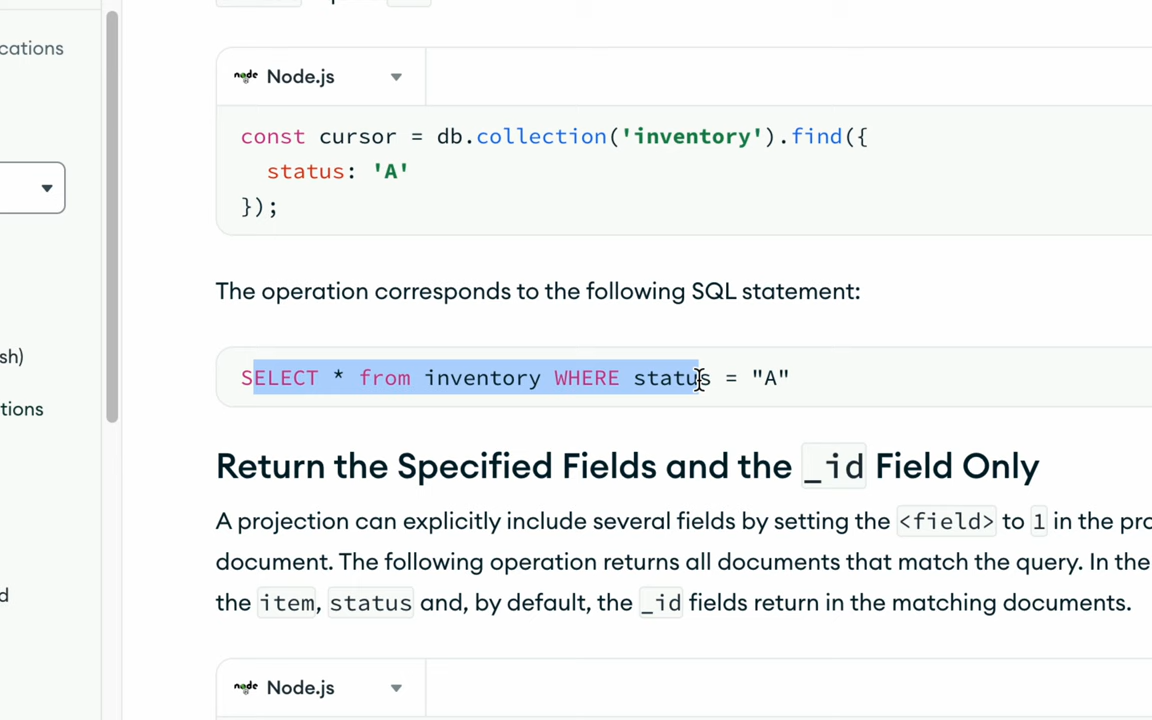 cations
Node.js
const cursor = db.collection('inventory').find({
status: 'A'
});
The operation corresponds to the following SQL statement:
sh)
SELECT * from inventory WHERE status = "A"
tions
Return the Specified Fields and the _id Field Only
A projection can explicitly include several fields by setting the <field> to 1 in the pro
document. The following operation returns all documents that match the query. In the
d
the item, status and, by default, the _id fields return in the matching documents.
Node.js